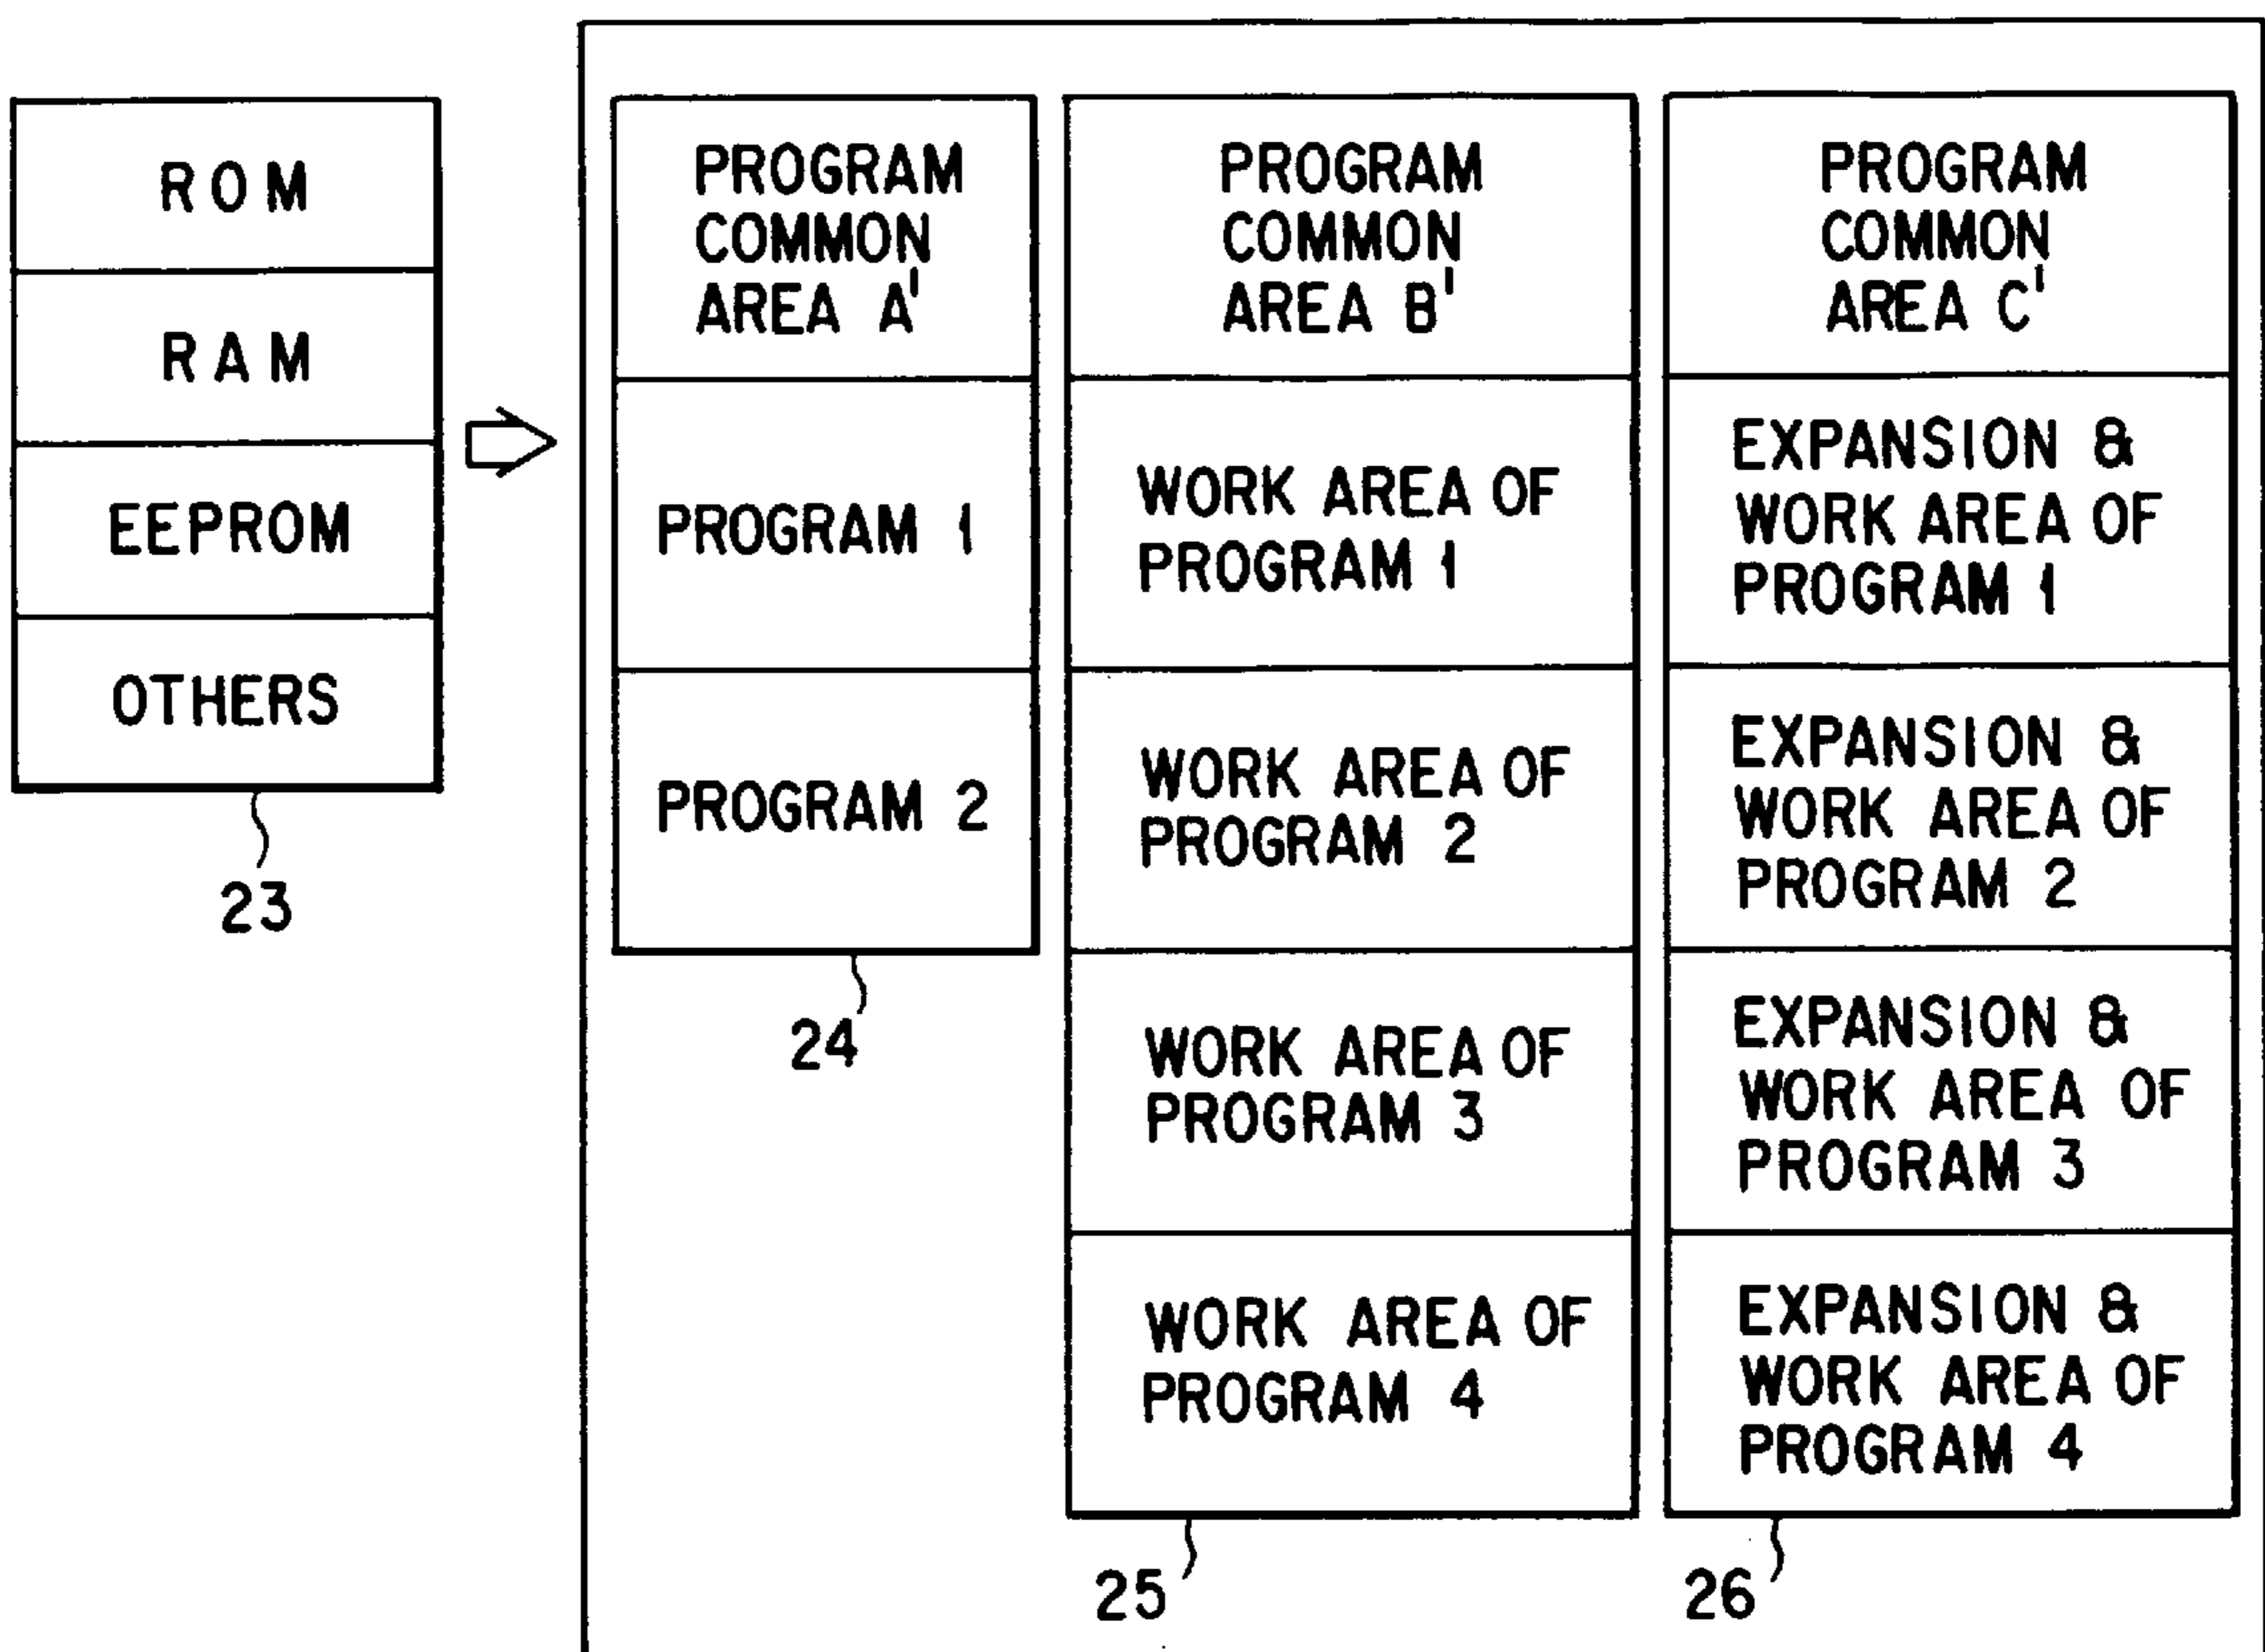 ROM
RAM
EEPROM
OTHERS
23
PROGRAM
COMMON
AREA A'
PROGRAM 1
PROGRAM 2
24
PROGRAM
COMMON
AREA B'
WORK AREA OF
PROGRAM 1
WORK AREA OF
PROGRAM 2
WORK AREA OF
PROGRAM 3
WORK AREA OF
PROGRAM 4
25
PROGRAM
COMMON
AREA C'
EXPANSION &
WORK AREA OF
PROGRAM 1
EXPANSION &
WORK AREA OF
PROGRAM 2
EXPANSION &
WORK AREA OF
PROGRAM 3
EXPANSION &
WORK AREA OF
PROGRAM 4
26